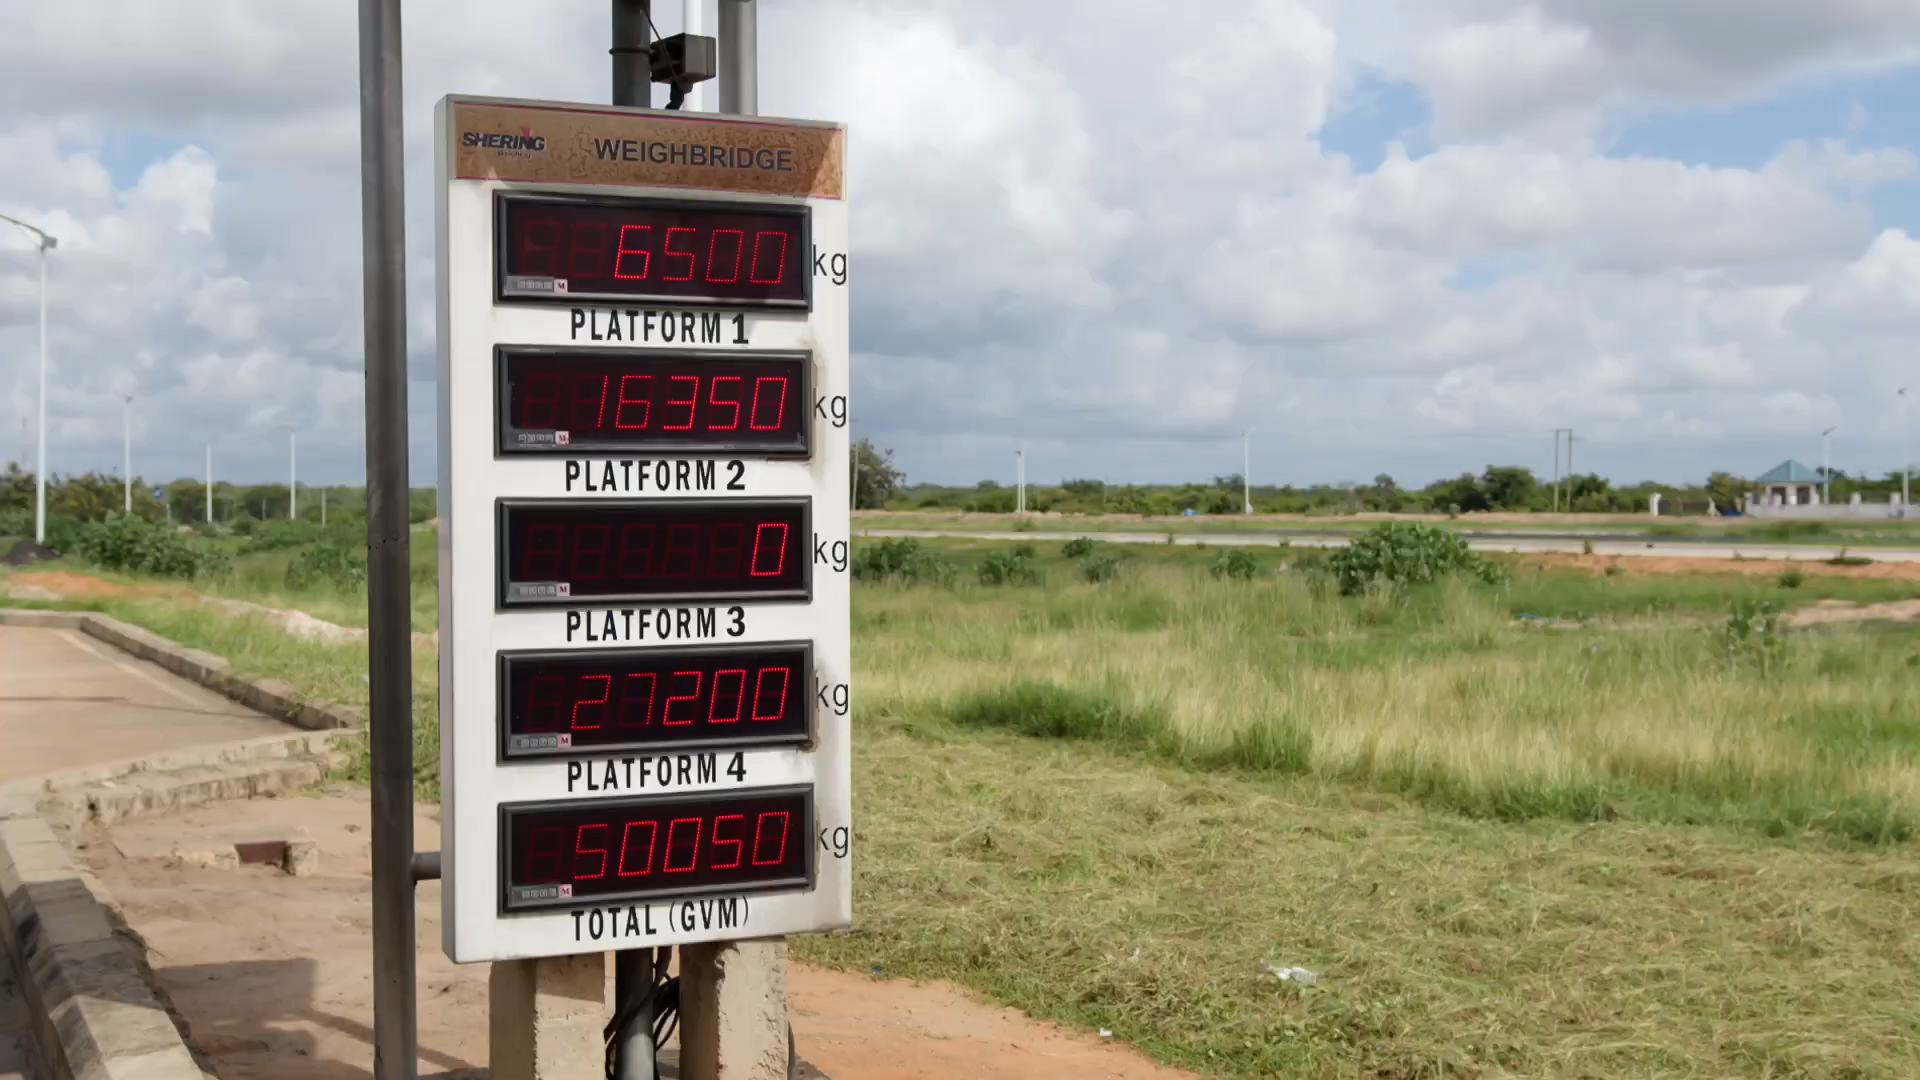 SHERING
WEIGHBRIDGE
6500 kg
PLATFORM 1
16350 kg
PLATFORM 2
0 kg
PLATFORM 3
27200 kg
PLATFORM 4
50050 kg
TOTAL (GVM)